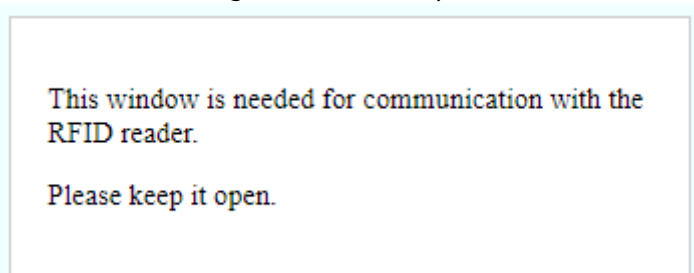 This window is needed for communication with the
RFID reader.
Please keep it open.